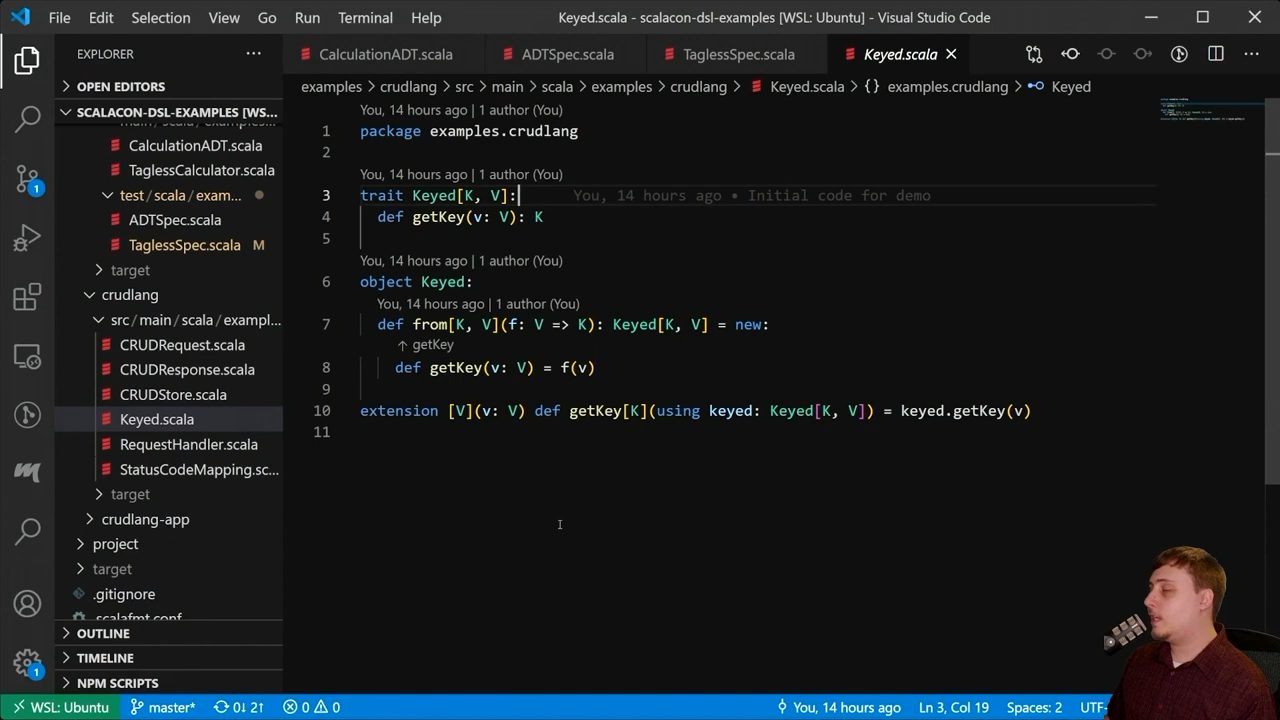 File Edit Selection View Go Run Terminal Help
Keyed.scala - scalacon-dsl-examples [WSL: Ubuntu] - Visual Studio Code
EXPLORER
OPEN EDITORS
SCALACON-DSL-EXAMPLES [WS...
main/scala/examples
CalculationADT.scala
TaglessCalculator.scala
test/scala/exam...
ADTSpec.scala
TaglessSpec.scala M
target
crudlang
src/main/scala/exampl...
CRUDRequest.scala
CRUDResponse.scala
CRUDStore.scala
Keyed.scala
RequestHandler.scala
StatusCodeMapping.sc...
target
crudlang-app
project
target
.gitignore
.scalafmt.conf
OUTLINE
TIMELINE
NPM SCRIPTS
1
1
CalculationADT.scala ADTSpec.scala TaglessSpec.scala Keyed.scala
examples > crudlang > src > main > scala > examples > crudlang > Keyed.scala > {} examples.crudlang > Keyed
You, 14 hours ago | 1 author (You)
1 package examples.crudlang
2
You, 14 hours ago | 1 author (You)
3 trait Keyed[K, V]: You, 14 hours ago • Initial code for demo
4 def getKey(v: V): K
5
You, 14 hours ago | 1 author (You)
6 object Keyed:
You, 14 hours ago | 1 author (You)
7 def from[K, V](f: V => K): Keyed[K, V] = new:
↑ getKey
8 def getKey(v: V) = f(v)
9
10 extension [V](v: V) def getKey[K](using keyed: Keyed[K, V]) = keyed.getKey(v)
11
WSL: Ubuntu master* 0↓ 2↑ 0 0 You, 14 hours ago Ln 3, Col 19 Spaces: 2 UTF-